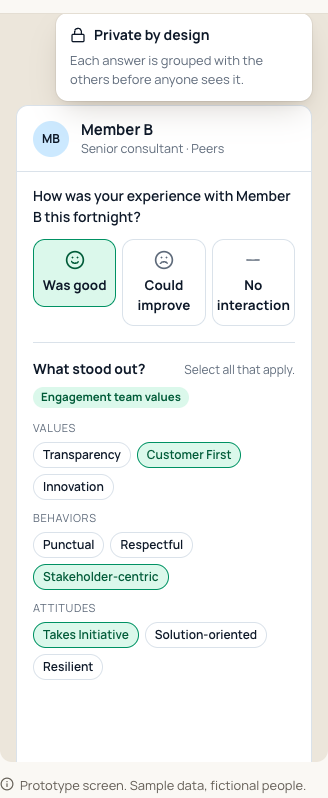 Private by design
Each answer is grouped with the
others before anyone sees it.
MB
Member B
Senior consultant · Peers
How was your experience with Member
B this fortnight?
Was good
Could
improve
No
interaction
What stood out?
Select all that apply.
Engagement team values
VALUES
Transparency
Customer First
Innovation
BEHAVIORS
Punctual
Respectful
Stakeholder-centric
ATTITUDES
Takes Initiative
Solution-oriented
Resilient
Prototype screen. Sample data, fictional people.